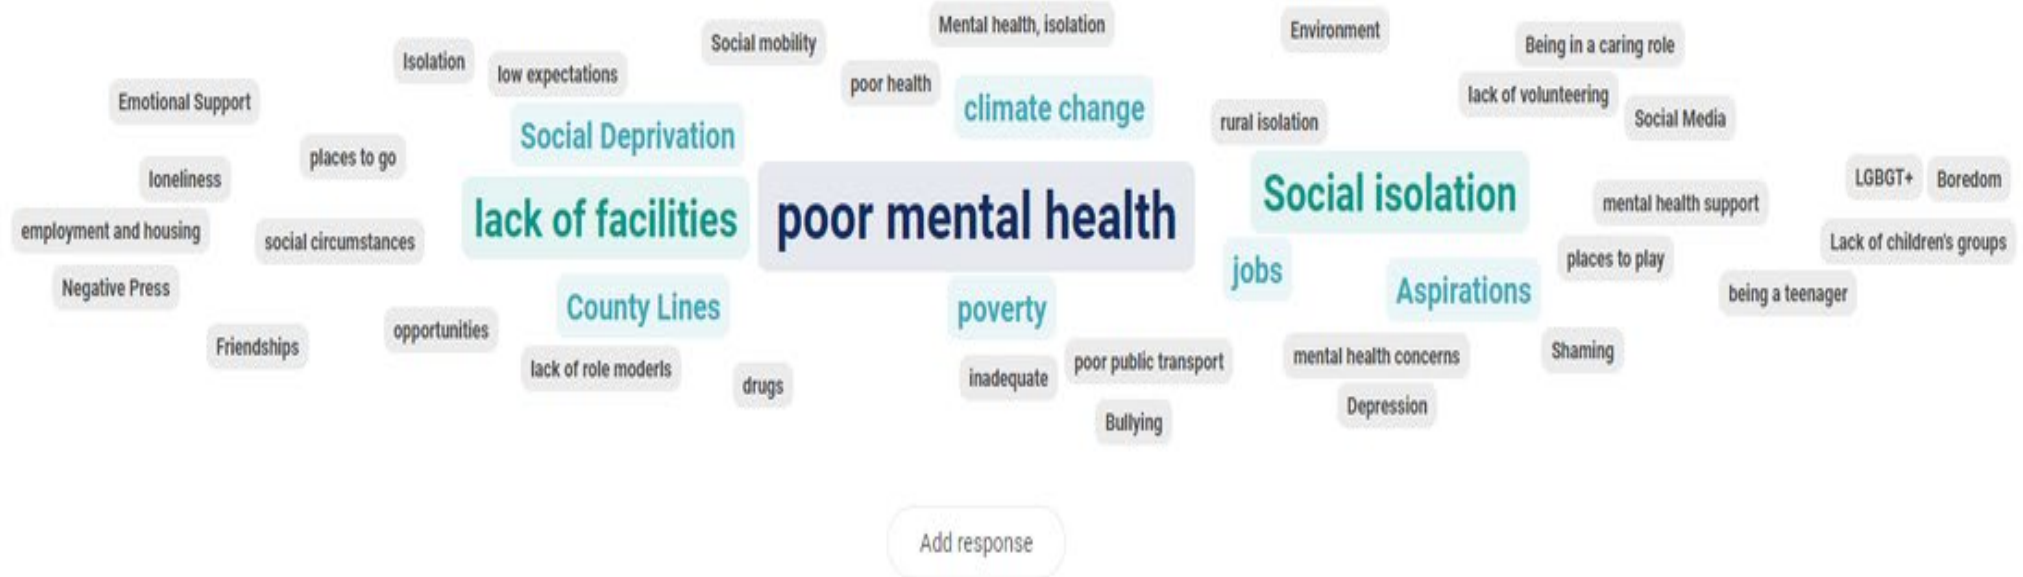 Mental health, isolation
Environment
Social mobility
Being in a caring role
Isolation
low expectations
poor health
lack of volunteering
Emotional Support
climate change
Social Media
rural isolation
Social Deprivation
places to go
loneliness
LGBGT+
Boredom
Social isolation
mental health support
poor mental health
lack of facilities
employment and housing
social circumstances
Lack of children's groups
places to play
jobs
Negative Press
Aspirations
being a teenager
County Lines
poverty
opportunities
Friendships
Shaming
mental health concerns
poor public transport
lack of role moderls
inadequate
drugs
Depression
Bullying
Add response